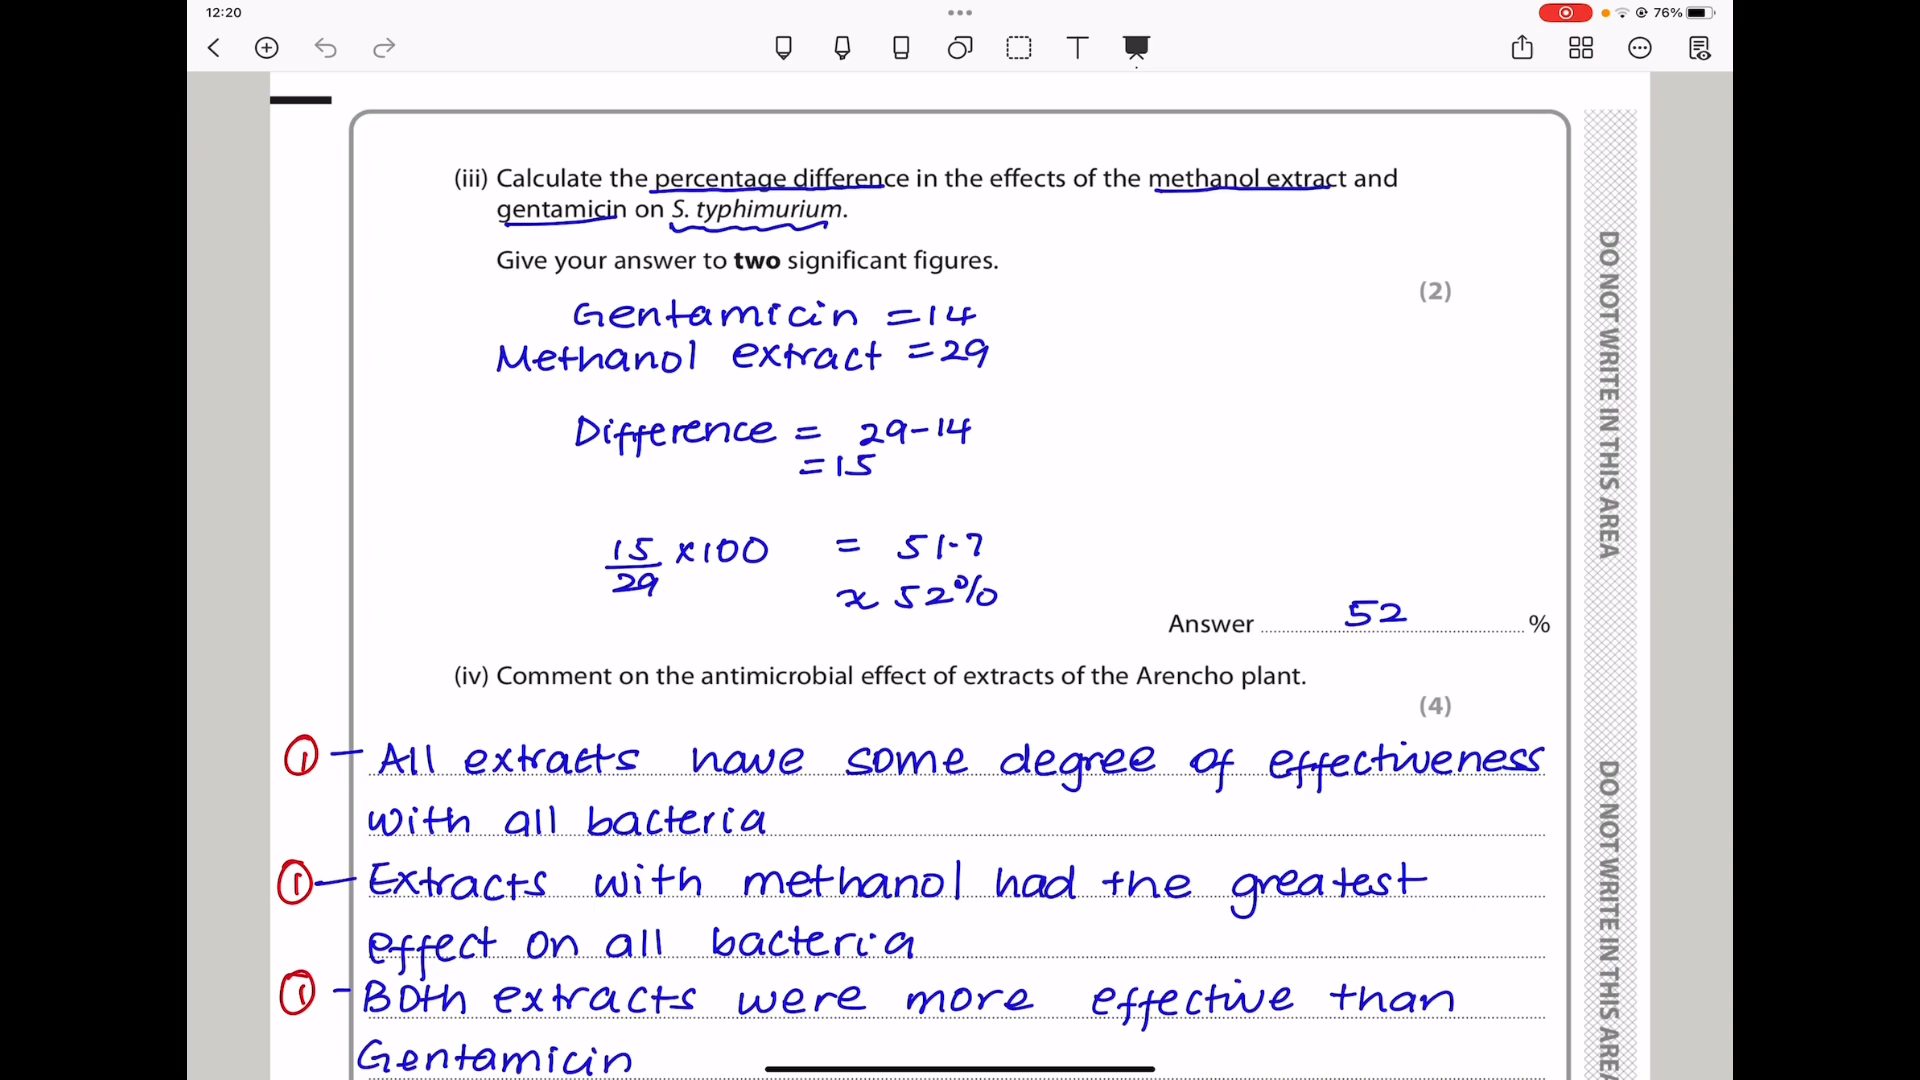 12:20
76%
T
(iii) Calculate the percentage difference in the effects of the methanol extract and
gentamicin on S. typhimurium.
Give your answer to two significant figures.
(2)
Gentamicin = 14
Methanol extract = 29
Difference = 29-14
= 15
15/29 x100 = 51.7
≈ 52%
Answer 52 %
(iv) Comment on the antimicrobial effect of extracts of the Arencho plant.
(4)
① - All extracts have some degree of effectiveness
with all bacteria
① - Extracts with methanol had the greatest
effect on all bacteria
① - Both extracts were more effective than
Gentamicin
DO NOT WRITE IN THIS AREA
DO NOT WRITE IN THIS AREA